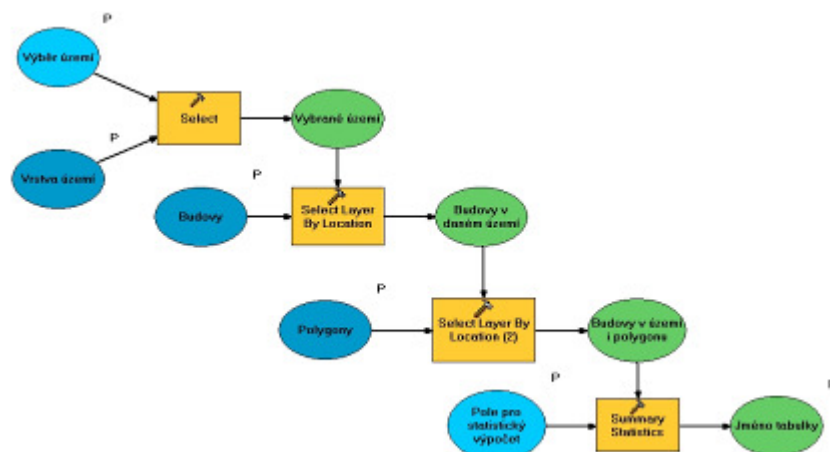 P
Výběr území
Select
Vybrané území
P
Vrstva území
P
Budovy
Select Layer
By Location
Budovy v
daném území
P
Polygony
Select Layer By
Location (2)
Budovy v území
i polygonu
P
Pole pro
statistický
výpočet
Summary
Statistics
Jméno tabulky